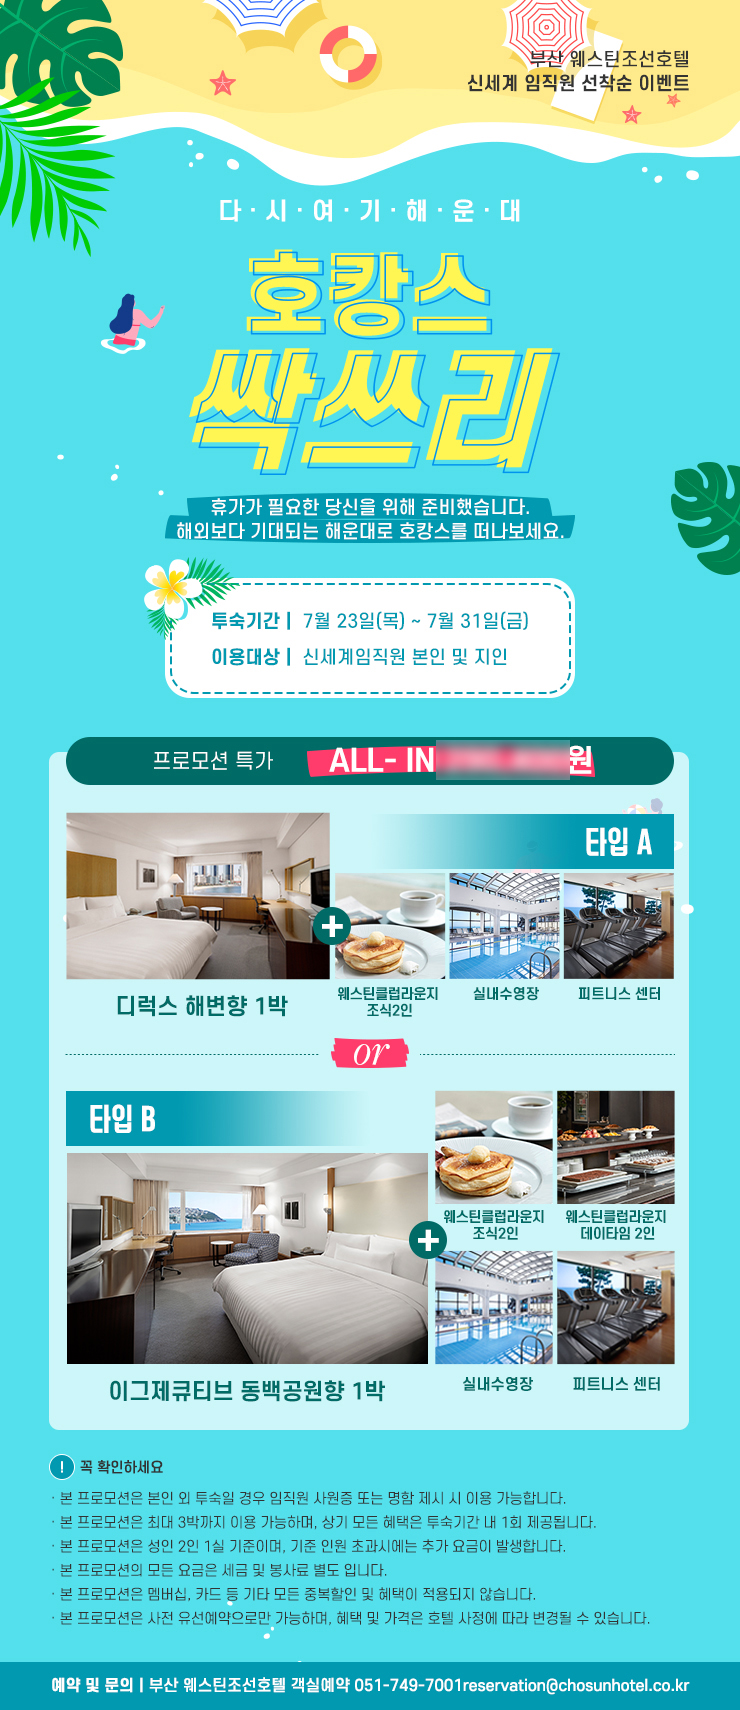 부산 웨스틴조선호텔
신세계 임직원 선착순 이벤트
다·시·여·기·해·운·대
호캉스
싹쓰리
휴가가 필요한 당신을 위해 준비했습니다.
해외보다 기대되는 해운대로 호캉스를 떠나보세요.
투숙기간 | 7월 23일(목) ~ 7월 31일(금)
이용대상 | 신세계임직원 본인 및 지인
프로모션 특가 ALL- IN 원
타입 A
디럭스 해변향 1박
웨스틴클럽라운지
조식2인
실내수영장
피트니스 센터
or
타입 B
이그제큐티브 동백공원향 1박
웨스틴클럽라운지
조식2인
웨스틴클럽라운지
데이타임 2인
실내수영장
피트니스 센터
! 꼭 확인하세요
· 본 프로모션은 본인 외 투숙일 경우 임직원 사원증 또는 명함 제시 시 이용 가능합니다.
· 본 프로모션은 최대 3박까지 이용 가능하며, 상기 모든 혜택은 투숙기간 내 1회 제공됩니다.
· 본 프로모션은 성인 2인 1실 기준이며, 기준 인원 초과시에는 추가 요금이 발생합니다.
· 본 프로모션의 모든 요금은 세금 및 봉사료 별도 입니다.
· 본 프로모션은 멤버십, 카드 등 기타 모든 중복할인 및 혜택이 적용되지 않습니다.
· 본 프로모션은 사전 유선예약으로만 가능하며, 혜택 및 가격은 호텔 사정에 따라 변경될 수 있습니다.
예약 및 문의 | 부산 웨스틴조선호텔 객실예약 051-749-7001reservation@chosunhotel.co.kr